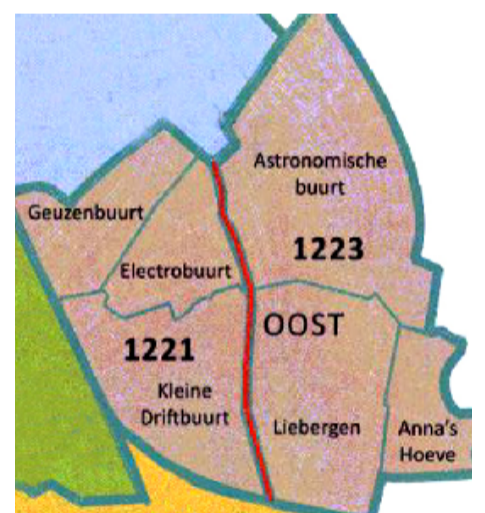 Astronomische
buurt
Geuzenbuurt
1223
Electrobuurt
OOST
1221
Kleine
Driftbuurt
Liebergen
Anna's
Hoeve